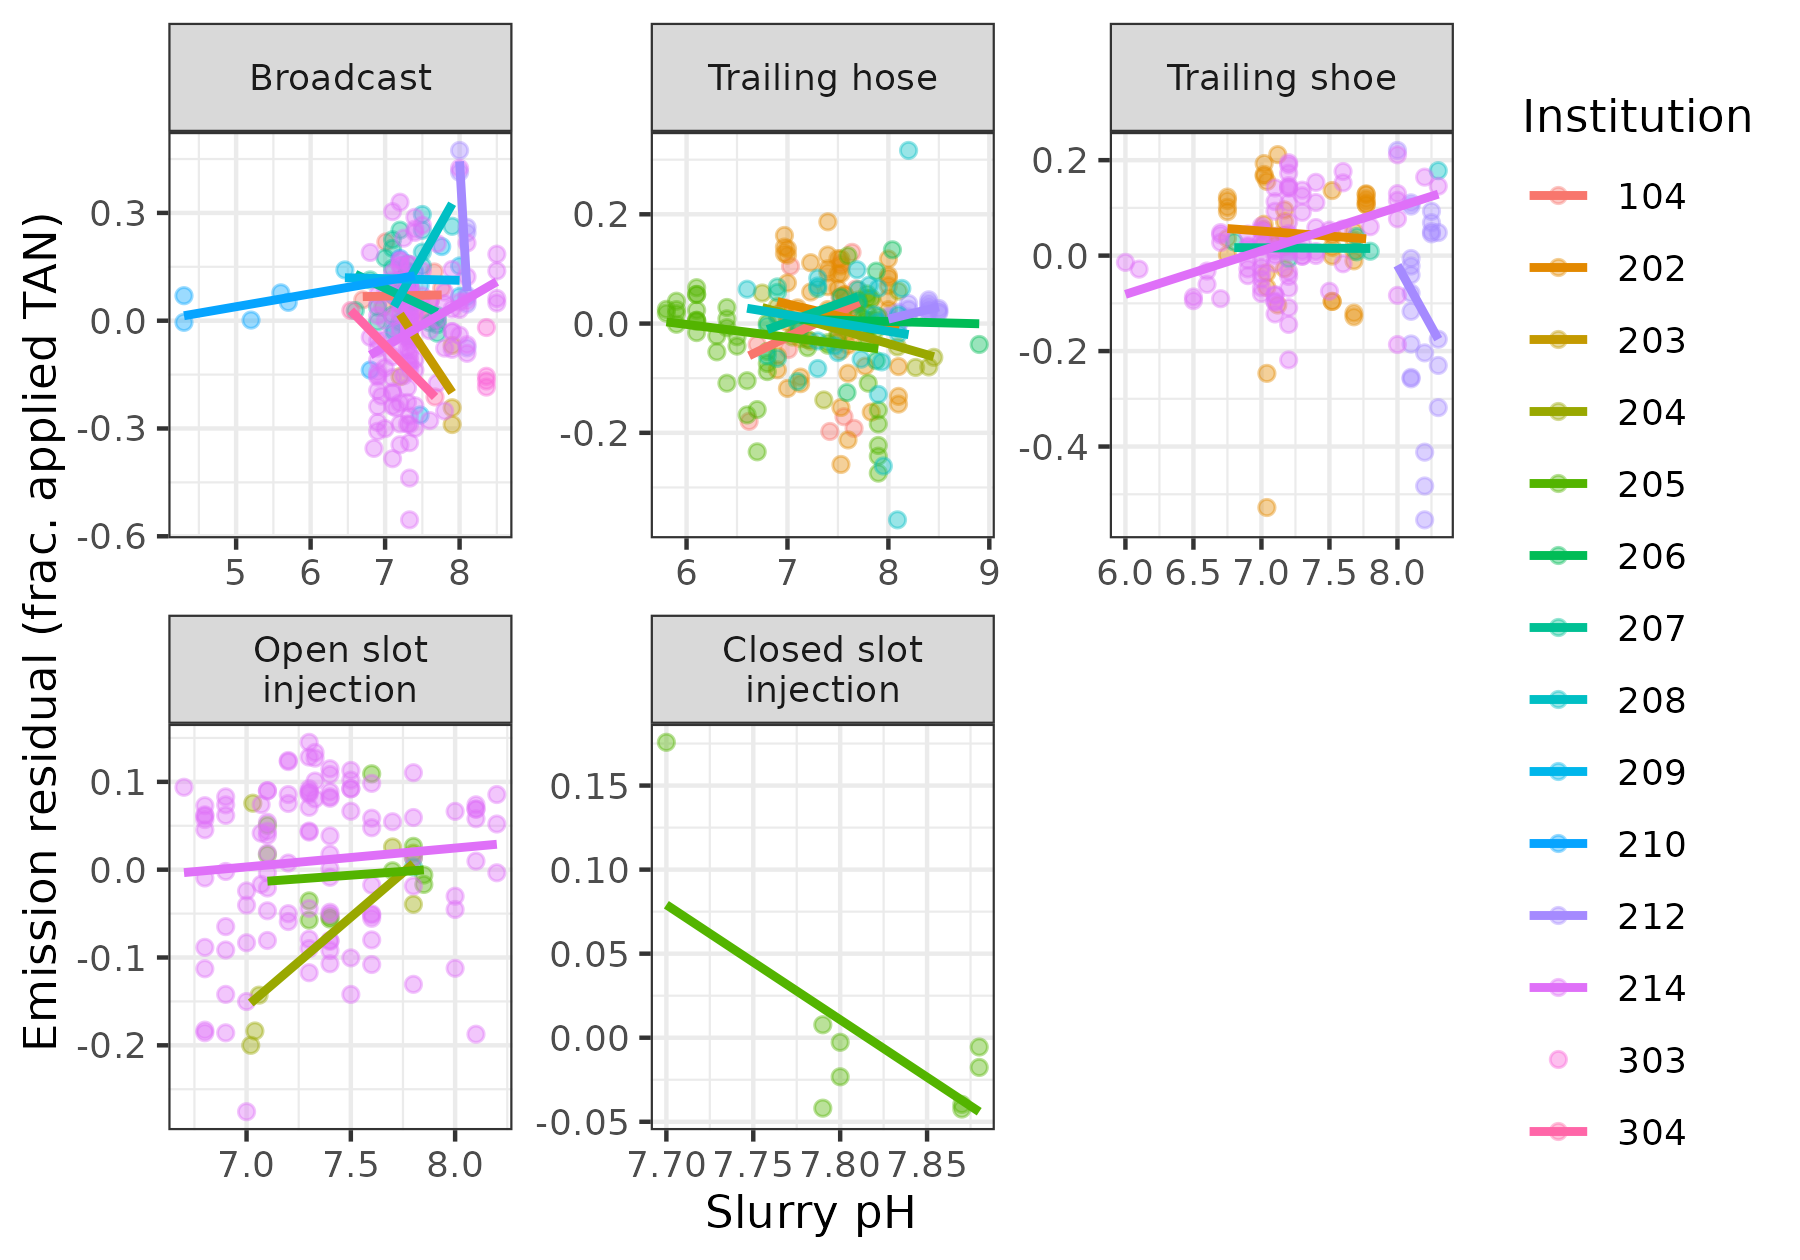 Broadcast
Trailing hose
Trailing shoe
0.3
0.0
-0.3
-0.6
5 6 7 8
0.2
0.0
-0.2
6 7 8 9
0.2
0.0
-0.2
-0.4
6.0 6.5 7.0 7.5 8.0
Open slot
injection
Closed slot
injection
0.1
0.0
-0.1
-0.2
7.0 7.5 8.0
0.15
0.10
0.05
0.00
-0.05
7.70 7.75 7.80 7.85
Emission residual (frac. applied TAN)
Slurry pH
Institution
104
202
203
204
205
206
207
208
209
210
212
214
303
304